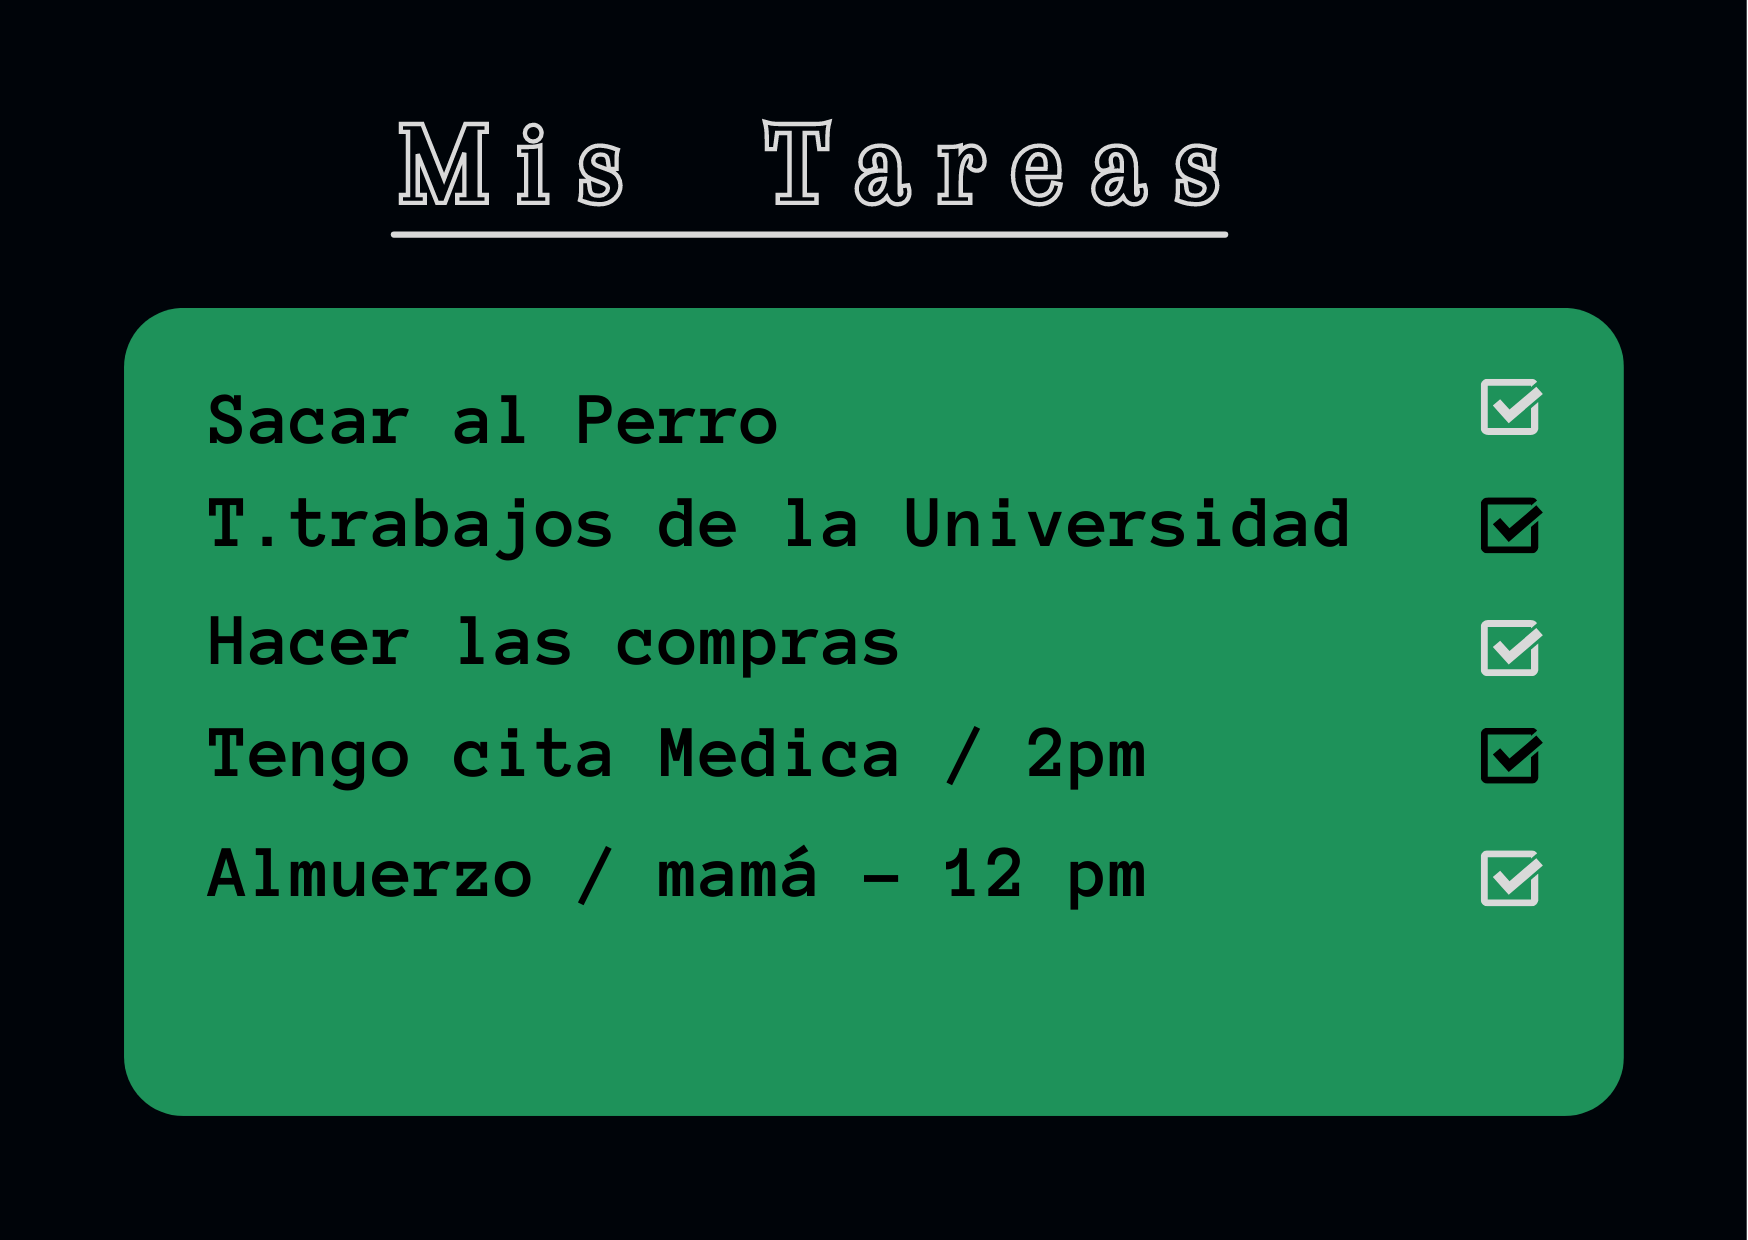 Mis Tareas
Sacar al Perro
T.trabajos de la Universidad
Hacer las compras
Tengo cita Medica / 2pm
Almuerzo / mamá – 12 pm